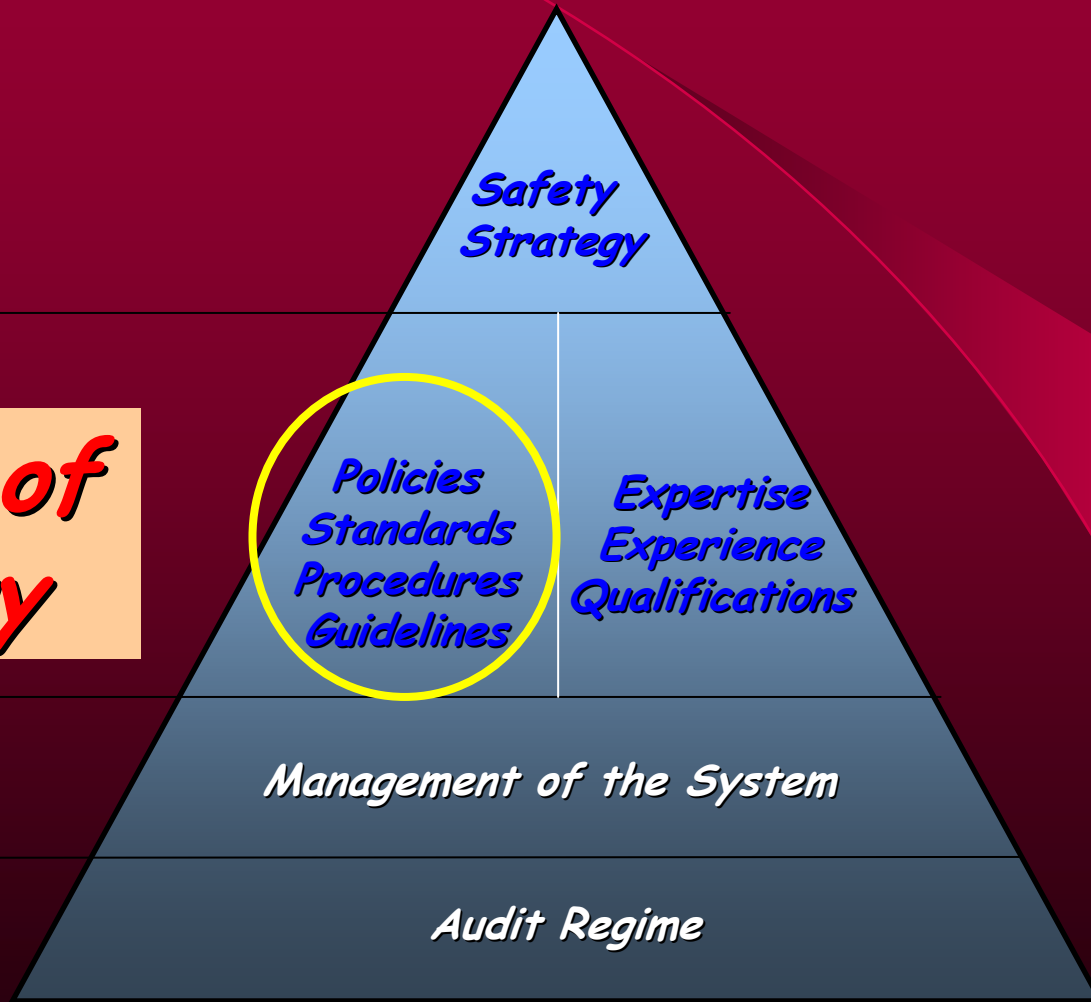 Safety
Strategy
of
y
Policies
Standards
Procedures
Guidelines
Expertise
Experience
Qualifications
Management of the System
Audit Regime